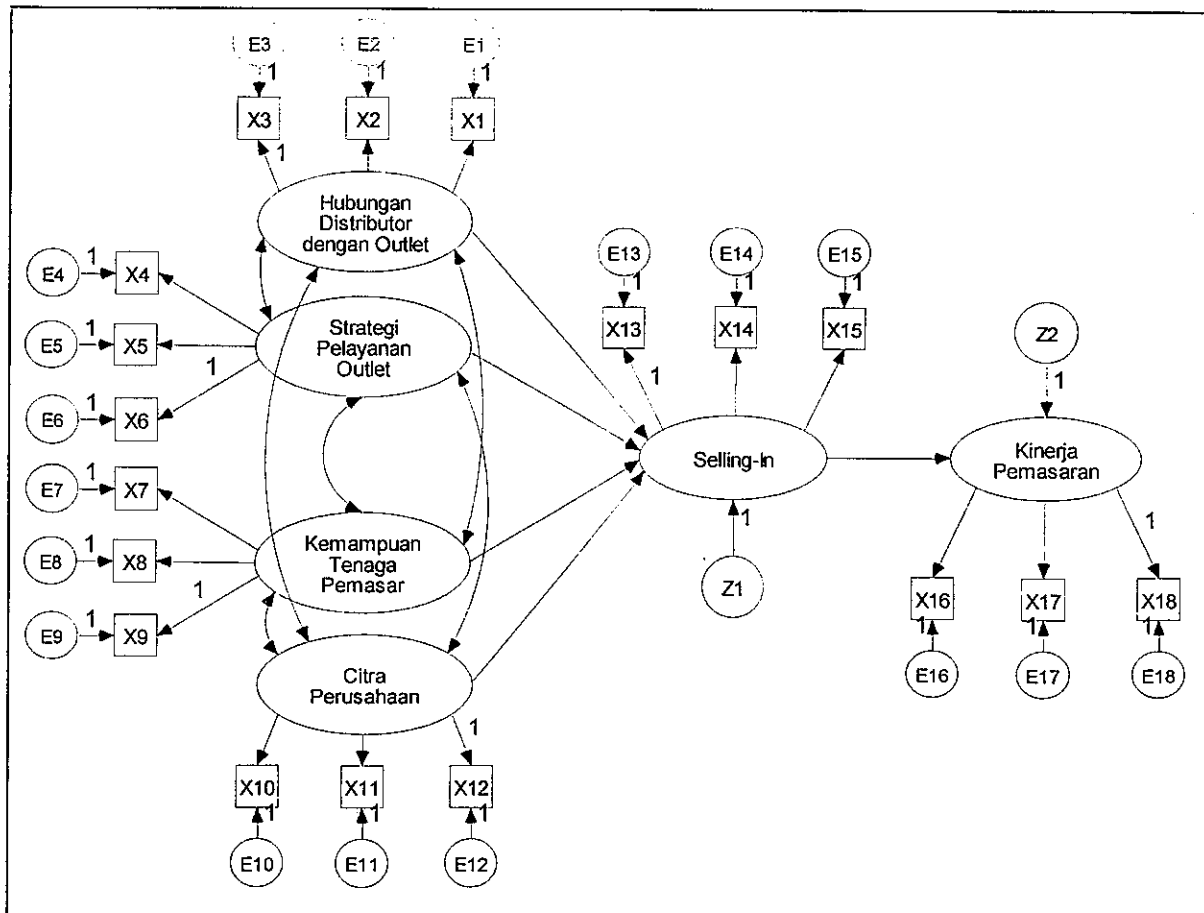 E3 E2 E1
1 1 1
X3 X2 X1
1
Hubungan
Distributor
dengan Outlet
E4 1 X4
E5 1 X5
1
E6 1 X6
Strategi
Pelayanan
Outlet
E7 1 X7
E8 1 X8
1
E9 1 X9
Kemampuan
Tenaga
Pemasar
Citra
Perusahaan
1
X10 X11 X12
1 1 1
E10 E11 E12
E13 E14 E15
1 1 1
X13 X14 X15
1
Selling-In
1
Z1
Z2
1
Kinerja
Pemasaran
1
X16 X17 X18
1 1 1
E16 E17 E18